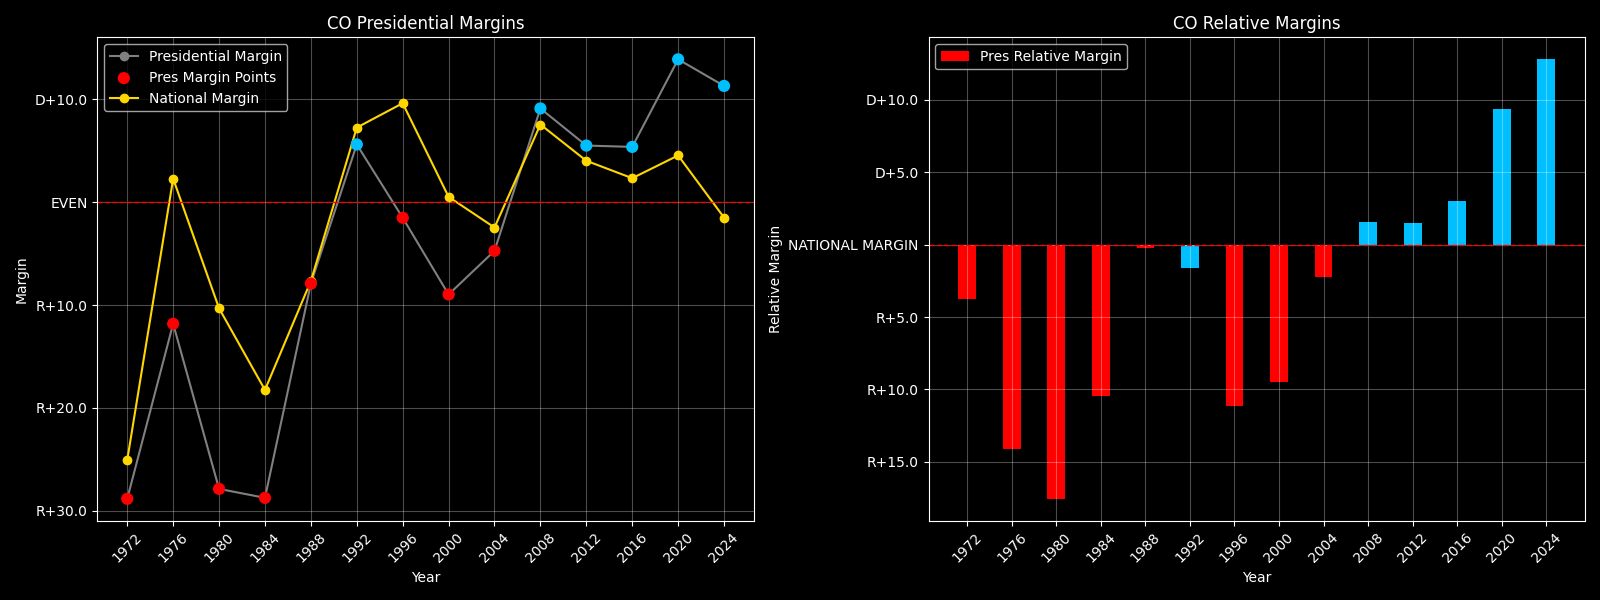 CO Presidential Margins
Presidential Margin
Pres Margin Points
National Margin
D+10.0
EVEN
R+10.0
R+20.0
R+30.0
Margin
1972
1976
1980
1984
1988
1992
1996
2000
2004
2008
2012
2016
2020
2024
Year
CO Relative Margins
Pres Relative Margin
D+10.0
D+5.0
NATIONAL MARGIN
R+5.0
R+10.0
R+15.0
Relative Margin
1972
1976
1980
1984
1988
1992
1996
2000
2004
2008
2012
2016
2020
2024
Year